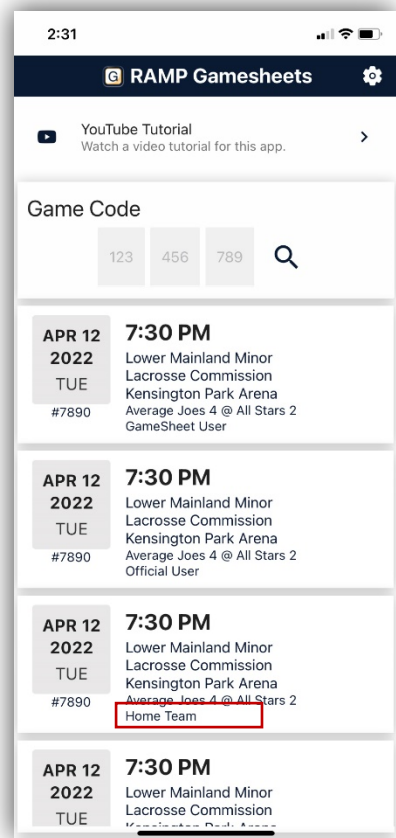 2:31
G RAMP Gamesheets
YouTube Tutorial
Watch a video tutorial for this app.
Game Code
123 456 789
APR 12
2022
TUE
#7890
7:30 PM
Lower Mainland Minor
Lacrosse Commission
Kensington Park Arena
Average Joes 4 @ All Stars 2
GameSheet User
APR 12
2022
TUE
#7890
7:30 PM
Lower Mainland Minor
Lacrosse Commission
Kensington Park Arena
Average Joes 4 @ All Stars 2
Official User
APR 12
2022
TUE
#7890
7:30 PM
Lower Mainland Minor
Lacrosse Commission
Kensington Park Arena
Average Joes 4 @ All Stars 2
Home Team
APR 12
2022
TUE
7:30 PM
Lower Mainland Minor
Lacrosse Commission
Kensington Park Arena